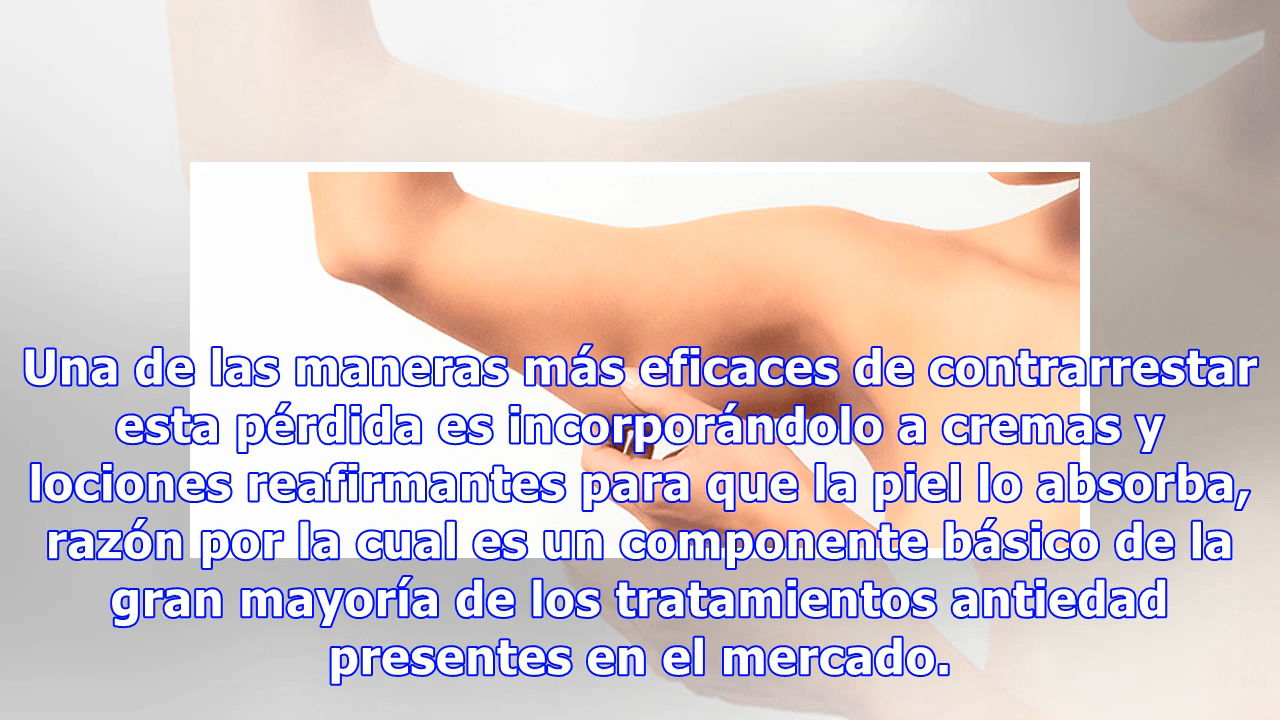 Una de las maneras más eficaces de contrarrestar
esta pérdida es incorporándolo a cremas y
lociones reafirmantes para que la piel lo absorba,
razón por la cual es un componente básico de la
gran mayoría de los tratamientos antiedad
presentes en el mercado.